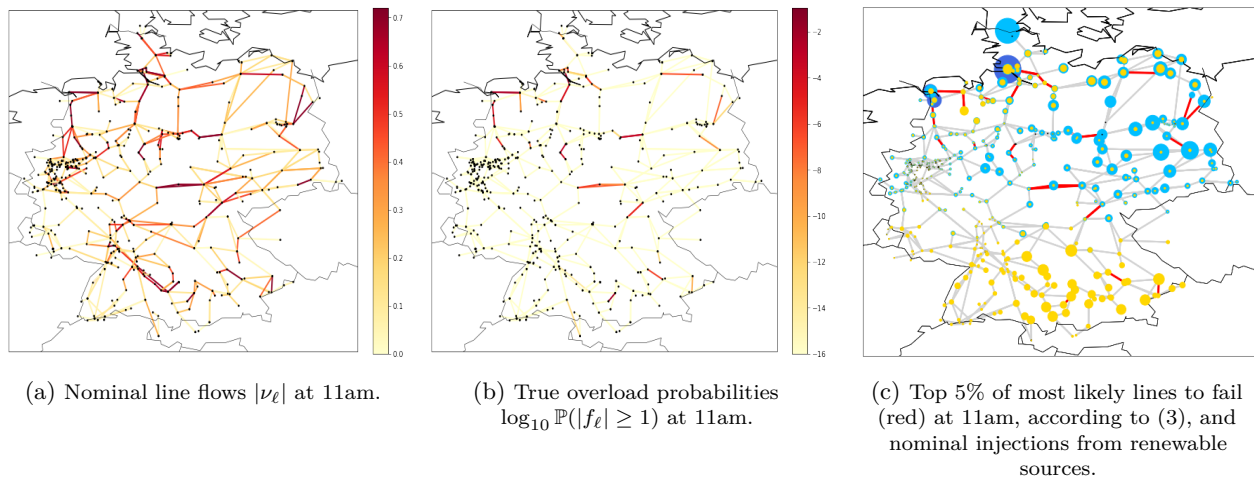 0.7
0.6
0.5
0.4
0.3
0.2
0.1
0.0
−2
−4
−6
−8
−10
−12
−14
−16
(a) Nominal line flows |ν_ℓ| at 11am.
(b) True overload probabilities
log₁₀ ℙ(|f_ℓ| ≥ 1) at 11am.
(c) Top 5% of most likely lines to fail
(red) at 11am, according to (3), and
nominal injections from renewable
sources.